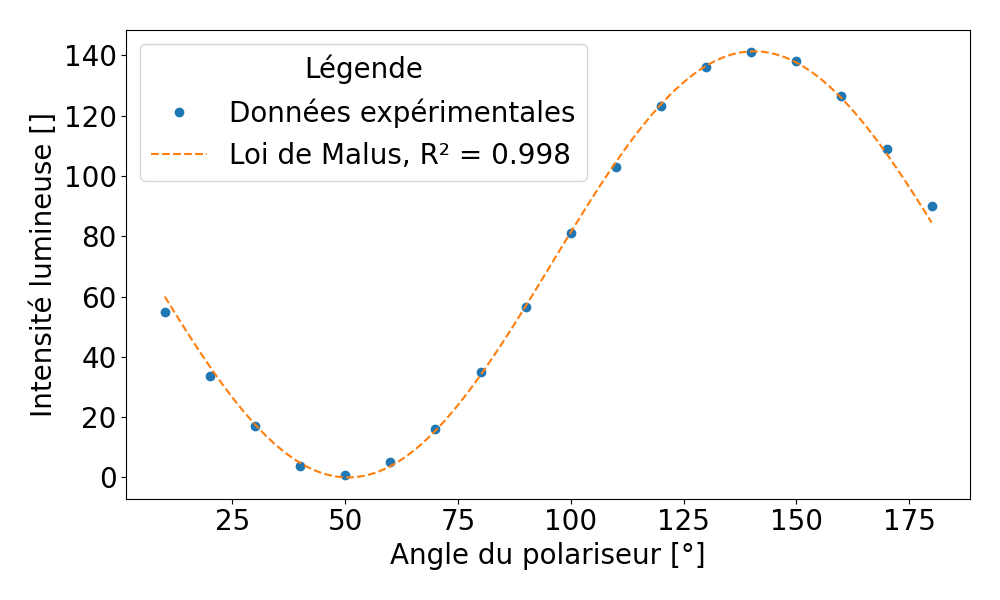 Légende
Données expérimentales
Loi de Malus, R² = 0.998
Intensité lumineuse []
140
120
100
80
60
40
20
0
25 50 75 100 125 150 175
Angle du polariseur [°]